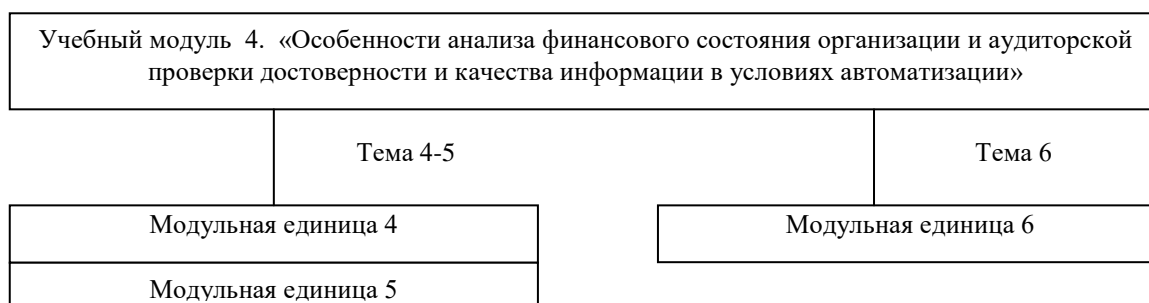 Учебный модуль 4. «Особенности анализа финансового состояния организации и аудиторской
проверки достоверности и качества информации в условиях автоматизации»
Тема 4-5
Тема 6
Модульная единица 4
Модульная единица 6
Модульная единица 5